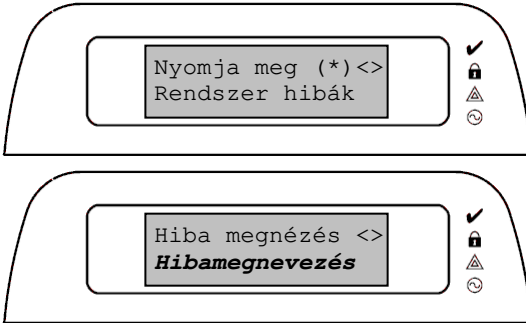 Nyomja meg (*)<>
Rendszer hibák
Hiba megnézés <>
Hibamegnevezés